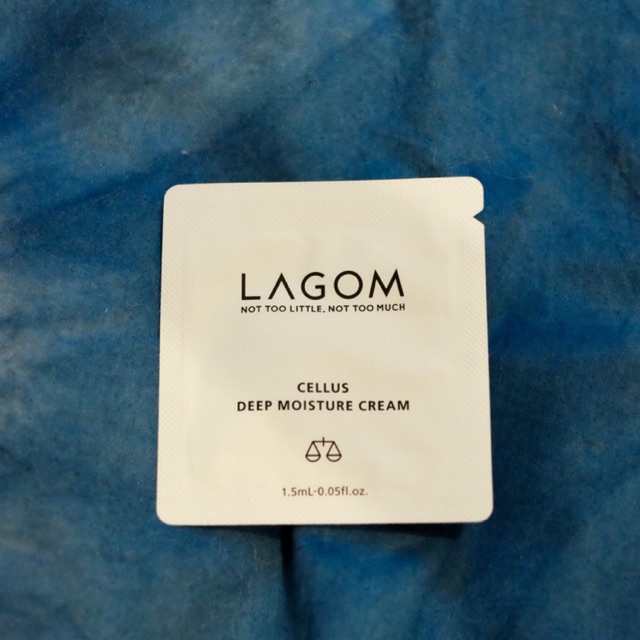 LAGOM
NOT TOO LITTLE, NOT TOO MUCH
CELLUS
DEEP MOISTURE CREAM
1.5mL·0.05fl.oz.